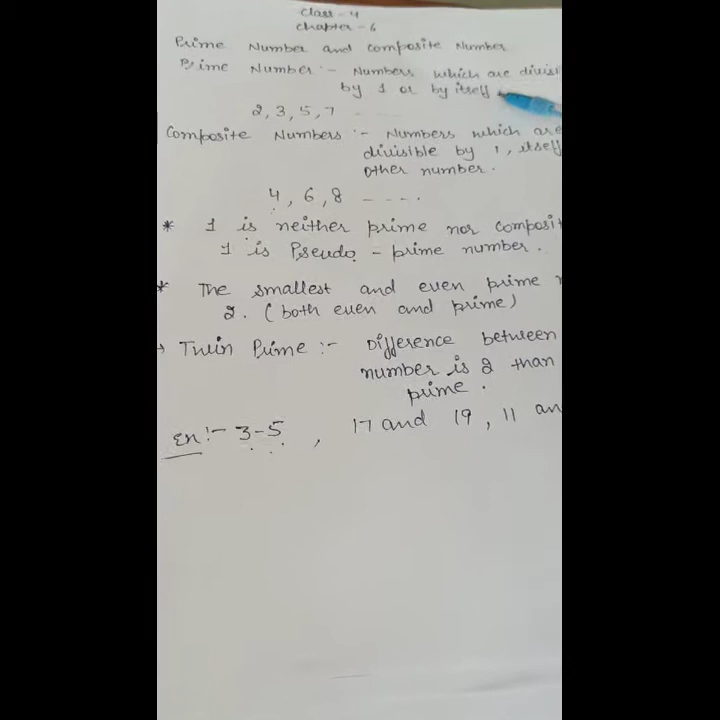 Class - 4
Chapter - 6
Prime Number and Composite Number
Prime Number :- Numbers which are divisi
by 1 or by itself
2, 3, 5, 7 - - - -
Composite Numbers :- Numbers which are
divisible by 1, itself
other number.
4, 6, 8 - - - - .
* 1 is neither prime nor composit
1 is Pseudo - prime number.
* The smallest and even prime
2. (both even and prime)
→ Twin Prime :- Difference between
number is 2 than
prime.
Ex:- 3-5 , 17 and 19, 11 an